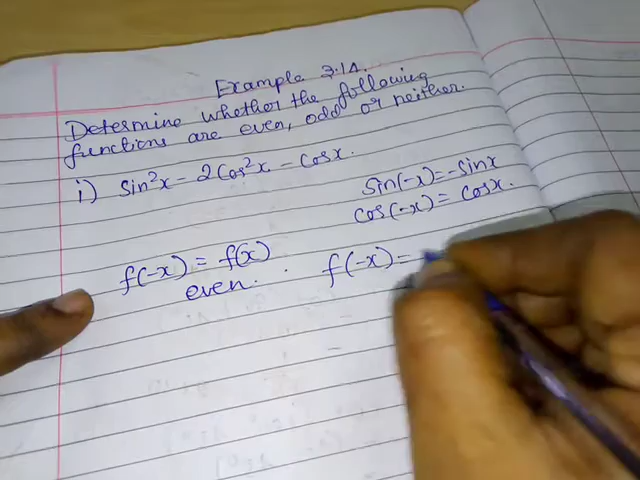 Example 3.14.
Determine whether the following
functions are even, odd or neither.
i) sin²x - 2cos²x - cosx.
sin(-x) = -sinx
cos(-x) = cosx.
f(-x) = f(x)
even.
f(-x) =